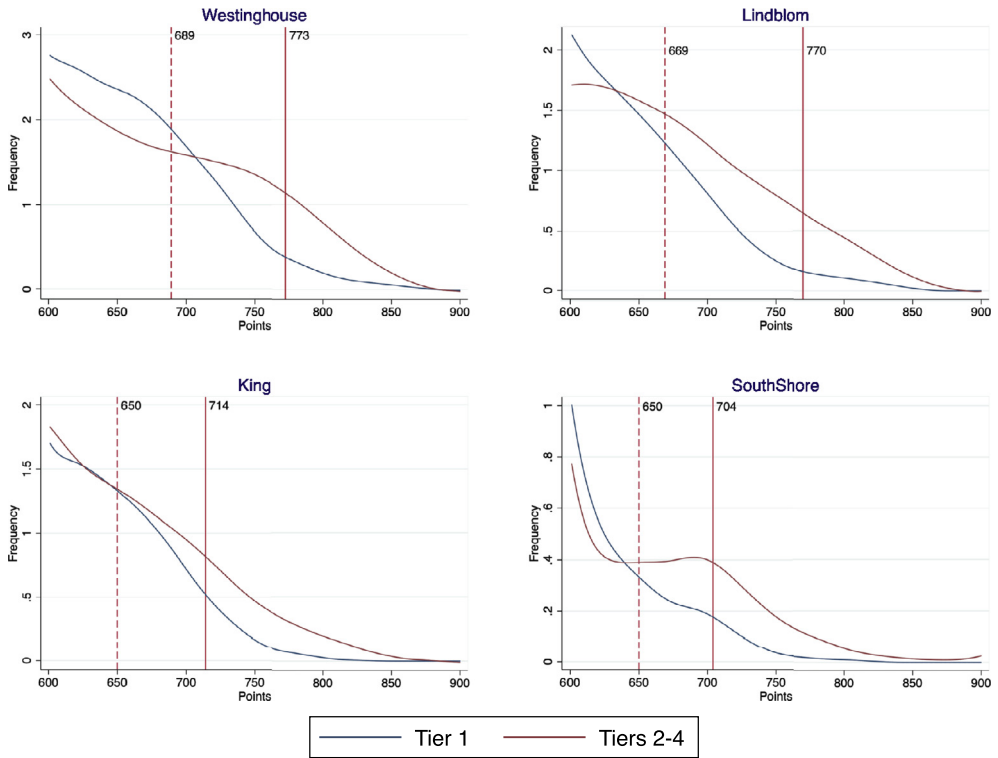 Westinghouse
689
773
Frequency
3
2
1
0
600 650 700 750 800 850 900
Points
Lindblom
669
770
Frequency
2
1.5
1
.5
0
600 650 700 750 800 850 900
Points
King
650
714
Frequency
2
1.5
1
.5
0
600 650 700 750 800 850 900
Points
SouthShore
650
704
Frequency
1
.8
.6
.4
.2
0
600 650 700 750 800 850 900
Points
Tier 1 Tiers 2-4